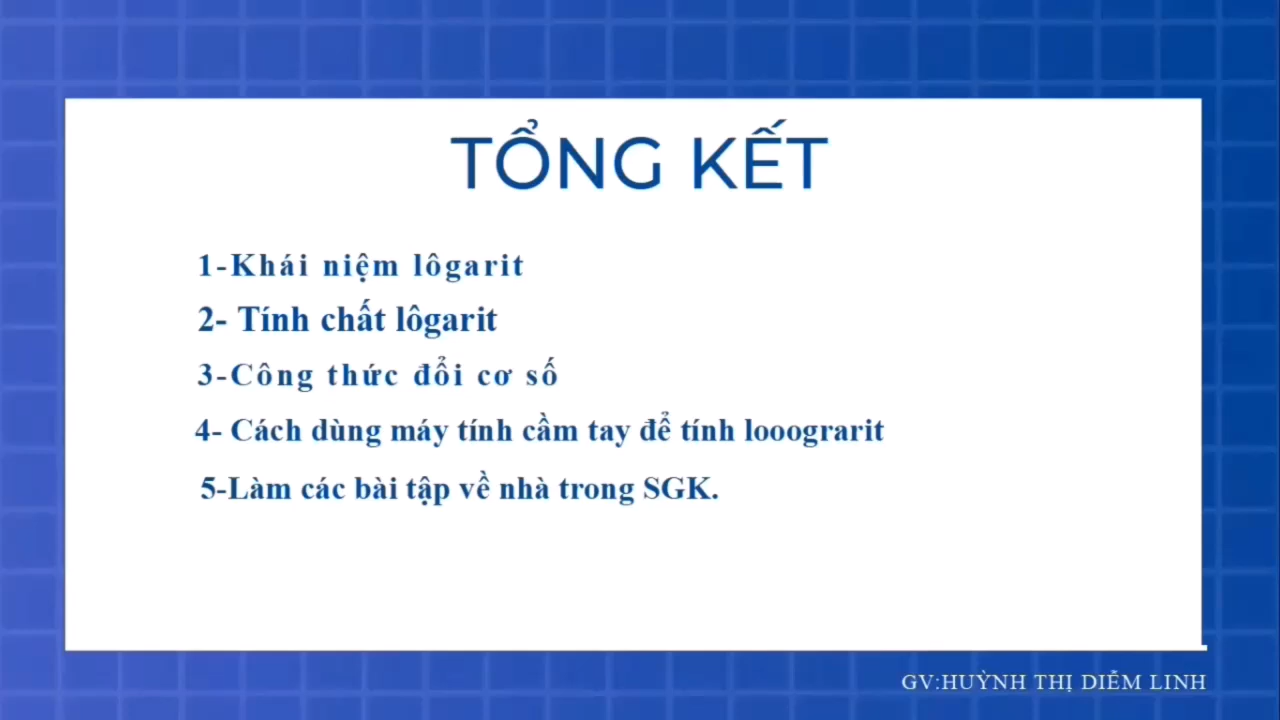 TỔNG KẾT
1-Khái niệm lôgarit
2- Tính chất lôgarit
3-Công thức đổi cơ số
4- Cách dùng máy tính cầm tay để tính looograrit
5-Làm các bài tập về nhà trong SGK.
GV:HUỲNH THỊ DIỄM LINH